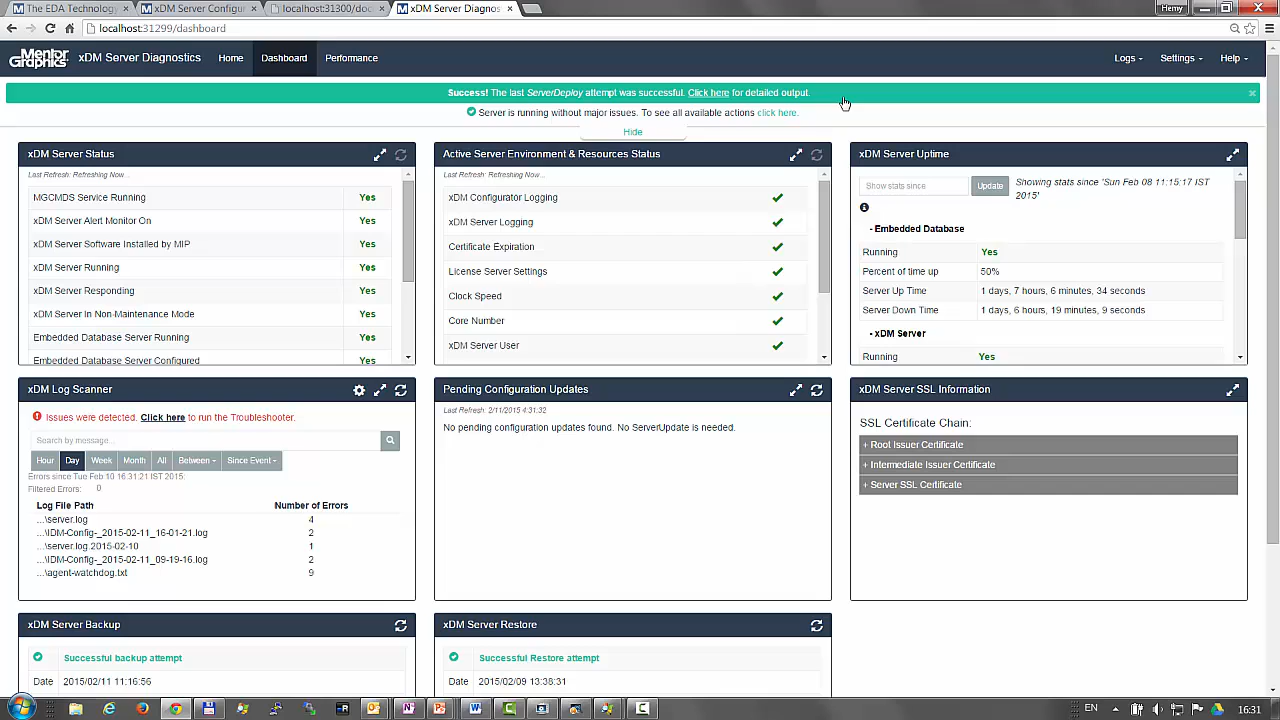 The EDA Technology
xDM Server Configur
localhost:31300/doc
xDM Server Diagnos
Hemy
localhost:31299/dashboard
Mentor Graphics
xDM Server Diagnostics
Home
Dashboard
Performance
Logs
Settings
Help
Success! The last ServerDeploy attempt was successful. Click here for detailed output.
Server is running without major issues. To see all available actions click here.
Hide
xDM Server Status
Last Refresh: Refreshing Now...
MGCMDS Service Running Yes
xDM Server Alert Monitor On Yes
xDM Server Software Installed by MIP Yes
xDM Server Running Yes
xDM Server Responding Yes
xDM Server In Non-Maintenance Mode Yes
Embedded Database Server Running Yes
Embedded Database Server Configured Yes
Active Server Environment & Resources Status
Last Refresh: Refreshing Now...
xDM Configurator Logging
xDM Server Logging
Certificate Expiration
License Server Settings
Clock Speed
Core Number
xDM Server User
xDM Server Uptime
Show stats since
Update
Showing stats since 'Sun Feb 08 11:15:17 IST
2015'
- Embedded Database
Running Yes
Percent of time up 50%
Server Up Time 1 days, 7 hours, 6 minutes, 34 seconds
Server Down Time 1 days, 6 hours, 19 minutes, 9 seconds
- xDM Server
Running Yes
xDM Log Scanner
Issues were detected. Click here to run the Troubleshooter.
Search by message...
Hour Day Week Month All Between Since Event
Errors since Tue Feb 10 16:31:21 IST 2015:
Filtered Errors: 0
Log File Path Number of Errors
...\server.log 4
...\IDM-Config-_2015-02-11_16-01-21.log 2
...\server.log.2015-02-10 1
...\IDM-Config-_2015-02-11_09-19-16.log 2
...\agent-watchdog.txt 9
Pending Configuration Updates
Last Refresh: 2/11/2015 4:31:32
No pending configuration updates found. No ServerUpdate is needed.
xDM Server SSL Information
SSL Certificate Chain:
+ Root Issuer Certificate
+ Intermediate Issuer Certificate
+ Server SSL Certificate
xDM Server Backup
Successful backup attempt
Date 2015/02/11 11:16:56
xDM Server Restore
Successful Restore attempt
Date 2015/02/09 13:38:31
EN
16:31